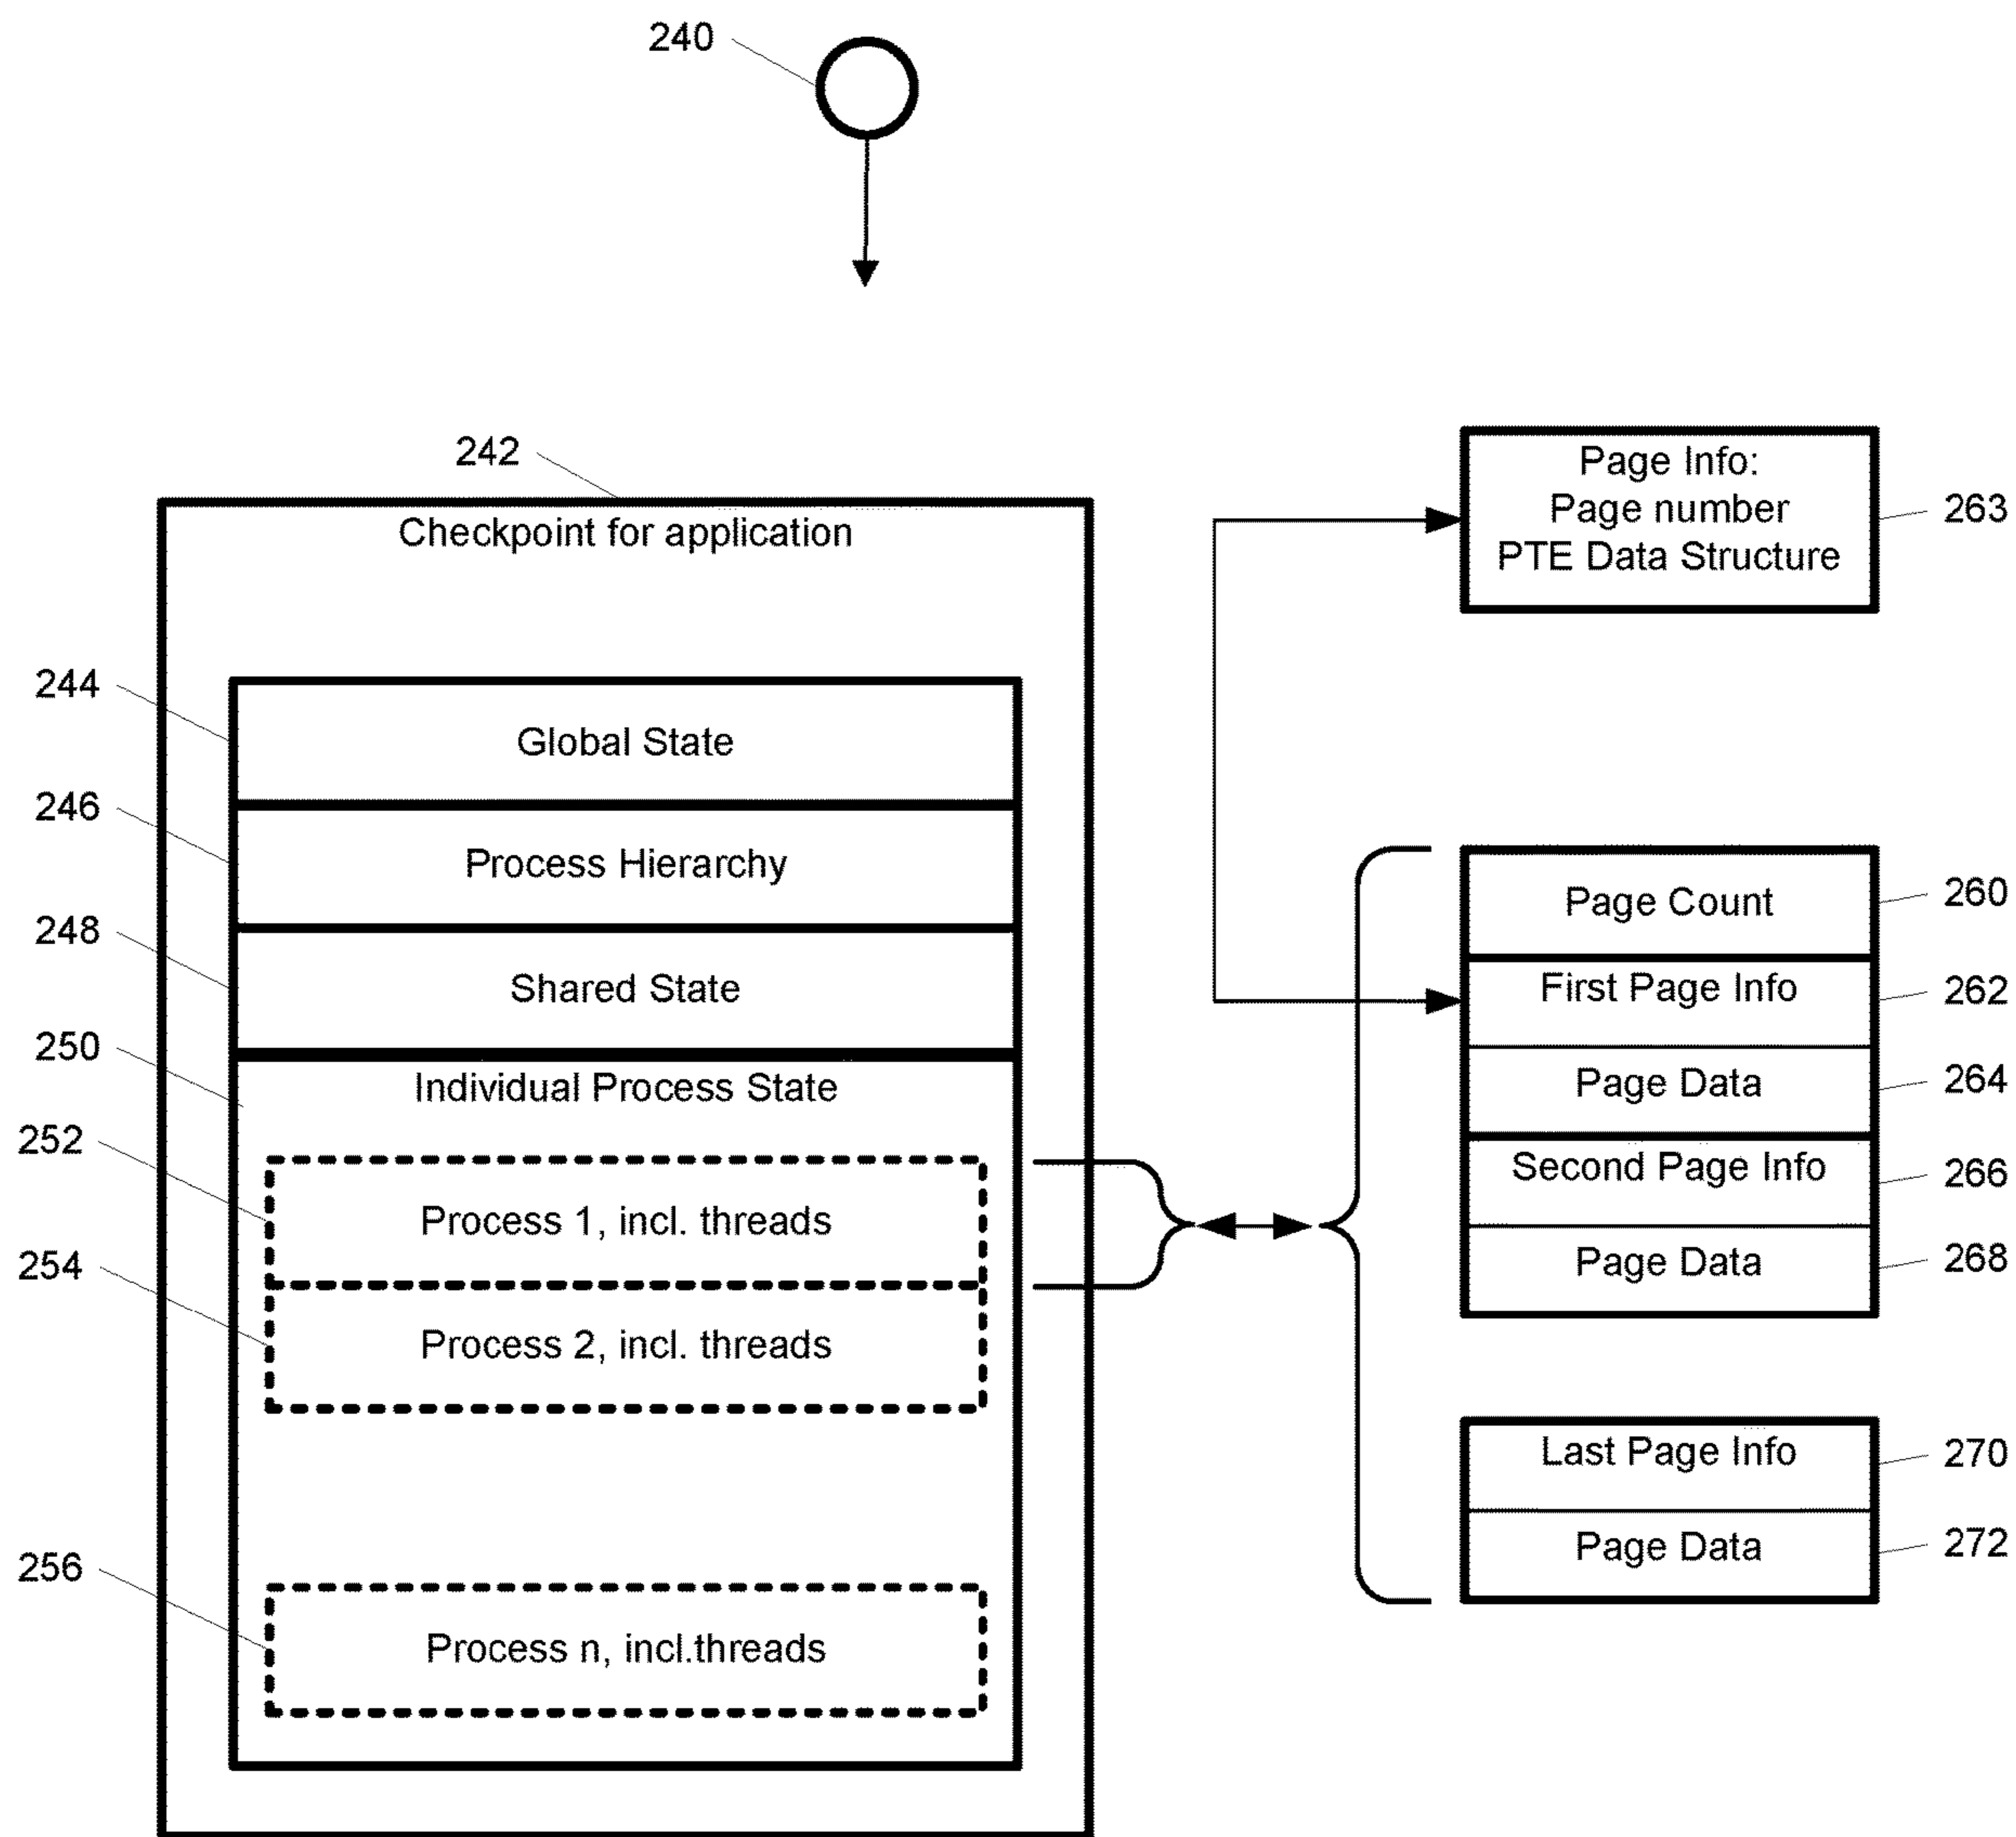 240
242
Checkpoint for application
244
Global State
246
Process Hierarchy
248
Shared State
250
Individual Process State
252
Process 1, incl. threads
254
Process 2, incl. threads
256
Process n, incl.threads
Page Info:
Page number
PTE Data Structure
263
Page Count
260
First Page Info
262
Page Data
264
Second Page Info
266
Page Data
268
Last Page Info
270
Page Data
272